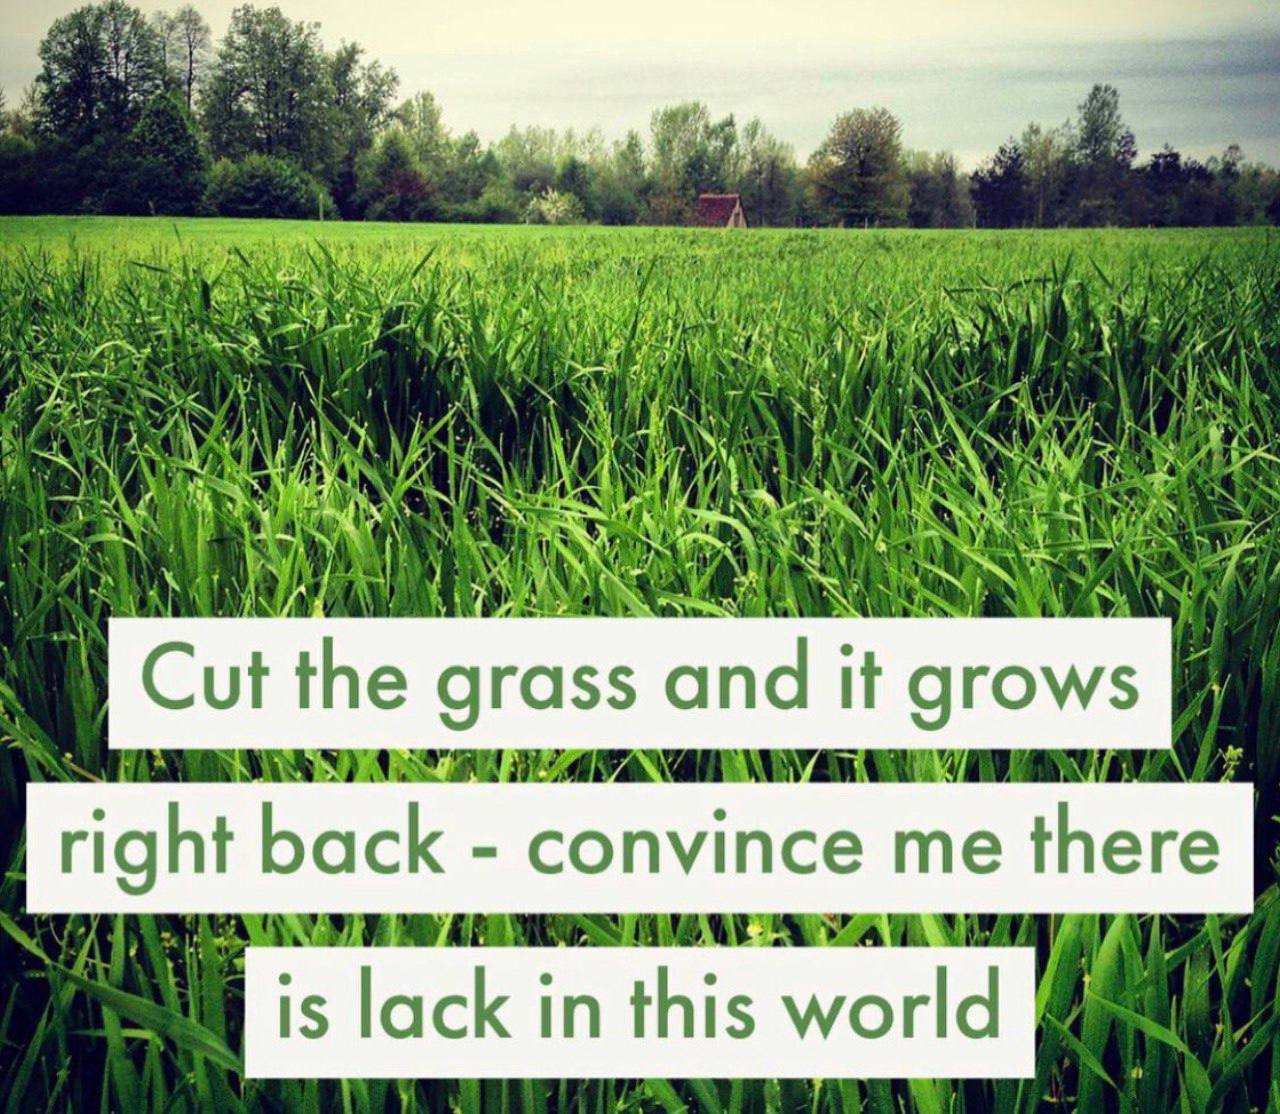 Cut the grass and it grows
right back - convince me there
is lack in this world